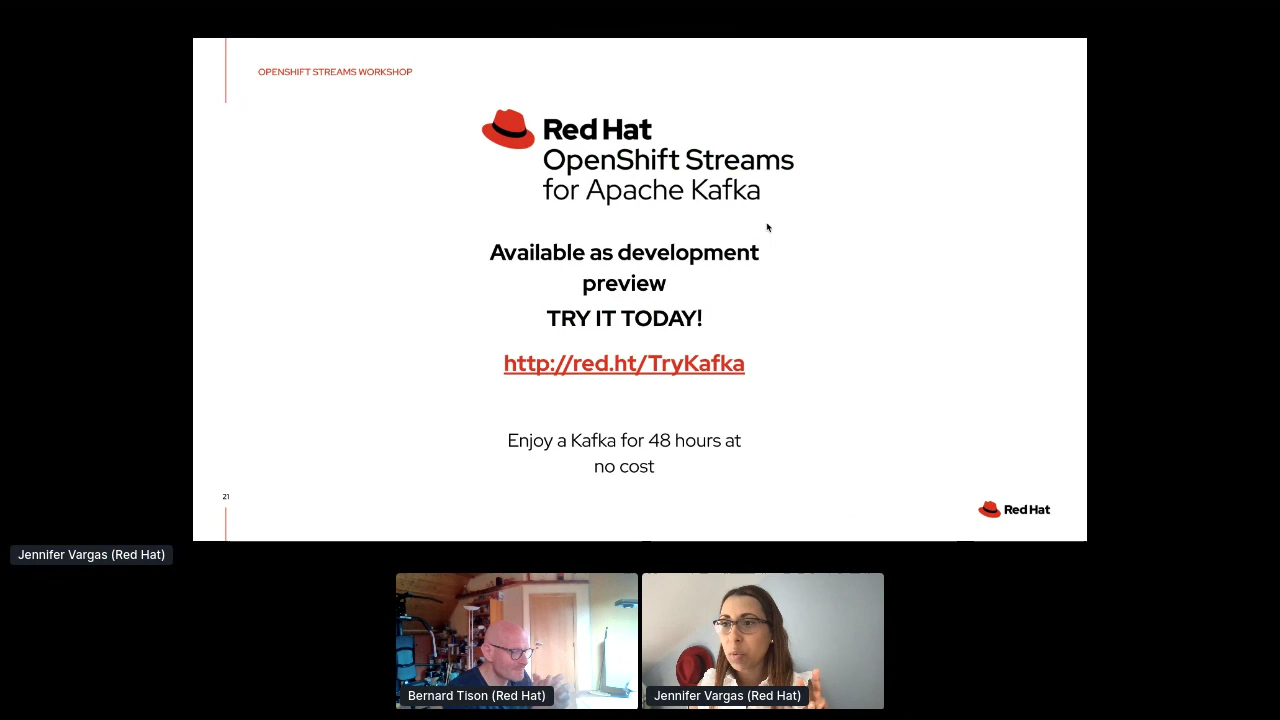 OPENSHIFT STREAMS WORKSHOP
Red Hat
OpenShift Streams
for Apache Kafka
Available as development
preview
TRY IT TODAY!
http://red.ht/TryKafka
Enjoy a Kafka for 48 hours at
no cost
21
Red Hat
Jennifer Vargas (Red Hat)
Bernard Tison (Red Hat)
Jennifer Vargas (Red Hat)